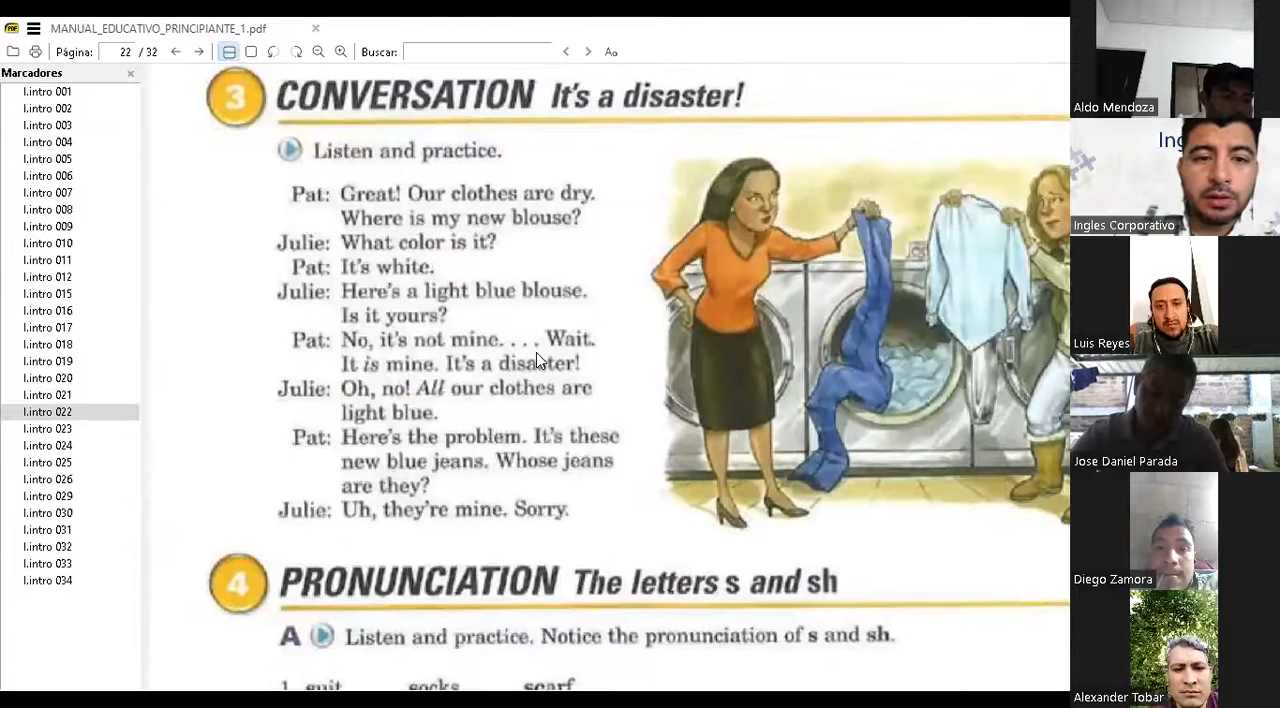 MANUAL_EDUCATIVO_PRINCIPIANTE_1.pdf
Página: 22 / 32
Buscar:
Aa
Marcadores
I.intro 001
I.intro 002
I.intro 003
I.intro 004
I.intro 005
I.intro 006
I.intro 007
I.intro 008
I.intro 009
I.intro 010
I.intro 011
I.intro 012
I.intro 015
I.intro 016
I.intro 017
I.intro 018
I.intro 019
I.intro 020
I.intro 021
I.intro 022
I.intro 023
I.intro 024
I.intro 025
I.intro 026
I.intro 029
I.intro 030
I.intro 031
I.intro 032
I.intro 033
I.intro 034
3 CONVERSATION It's a disaster!
Listen and practice.
Pat: Great! Our clothes are dry.
Where is my new blouse?
Julie: What color is it?
Pat: It's white.
Julie: Here's a light blue blouse.
Is it yours?
Pat: No, it's not mine. . . . Wait.
It is mine. It's a disaster!
Julie: Oh, no! All our clothes are
light blue.
Pat: Here's the problem. It's these
new blue jeans. Whose jeans
are they?
Julie: Uh, they're mine. Sorry.
4 PRONUNCIATION The letters s and sh
A Listen and practice. Notice the pronunciation of s and sh.
1. suit socks scarf
Aldo Mendoza
Ing
Ingles Corporativo
Luis Reyes
Jose Daniel Parada
Diego Zamora
Alexander Tobar